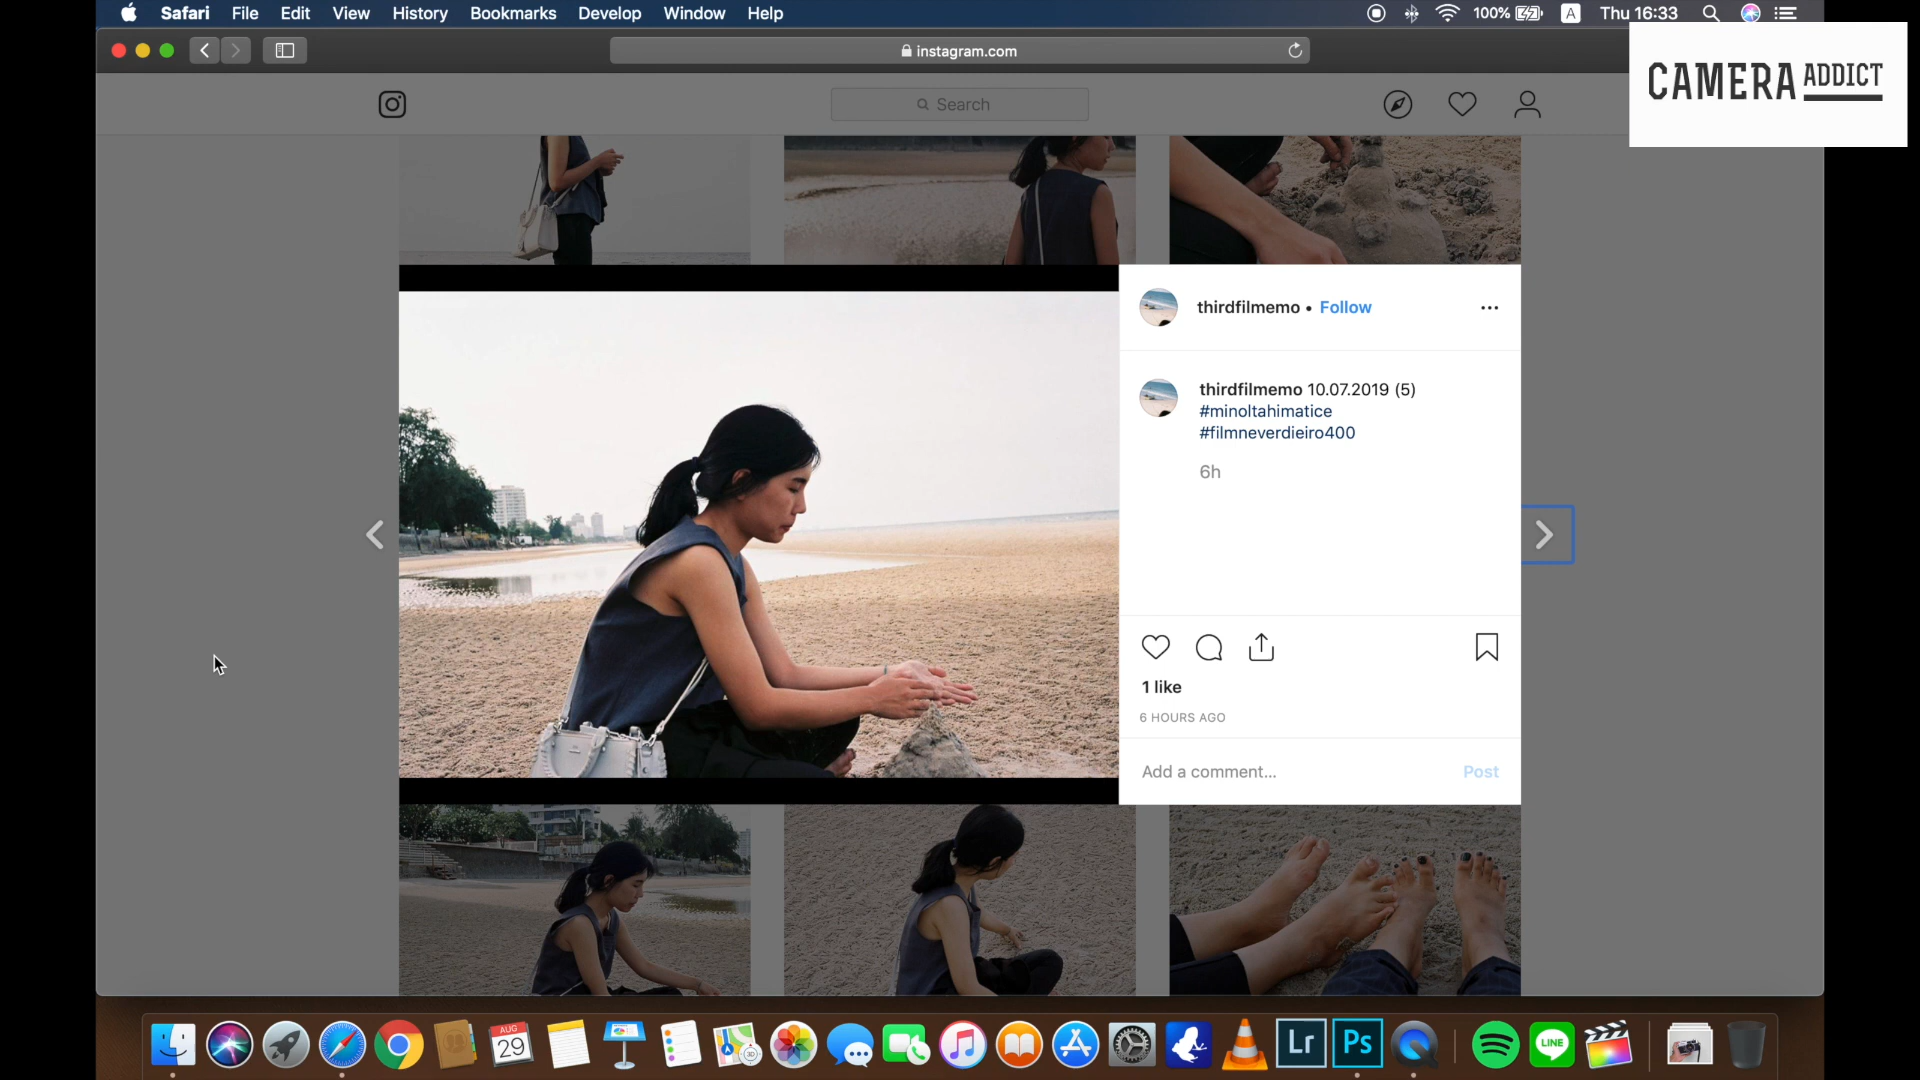 Safari File Edit View History Bookmarks Develop Window Help 100% A Thu 16:33
instagram.com
CAMERA ADDICT
Search
thirdfilmemo • Follow
thirdfilmemo 10.07.2019 (5)
#minoltahimatice
#filmneverdieiro400
6h
1 like
6 HOURS AGO
Add a comment... Post
AUG
29
3D
Lr
Ps
LINE